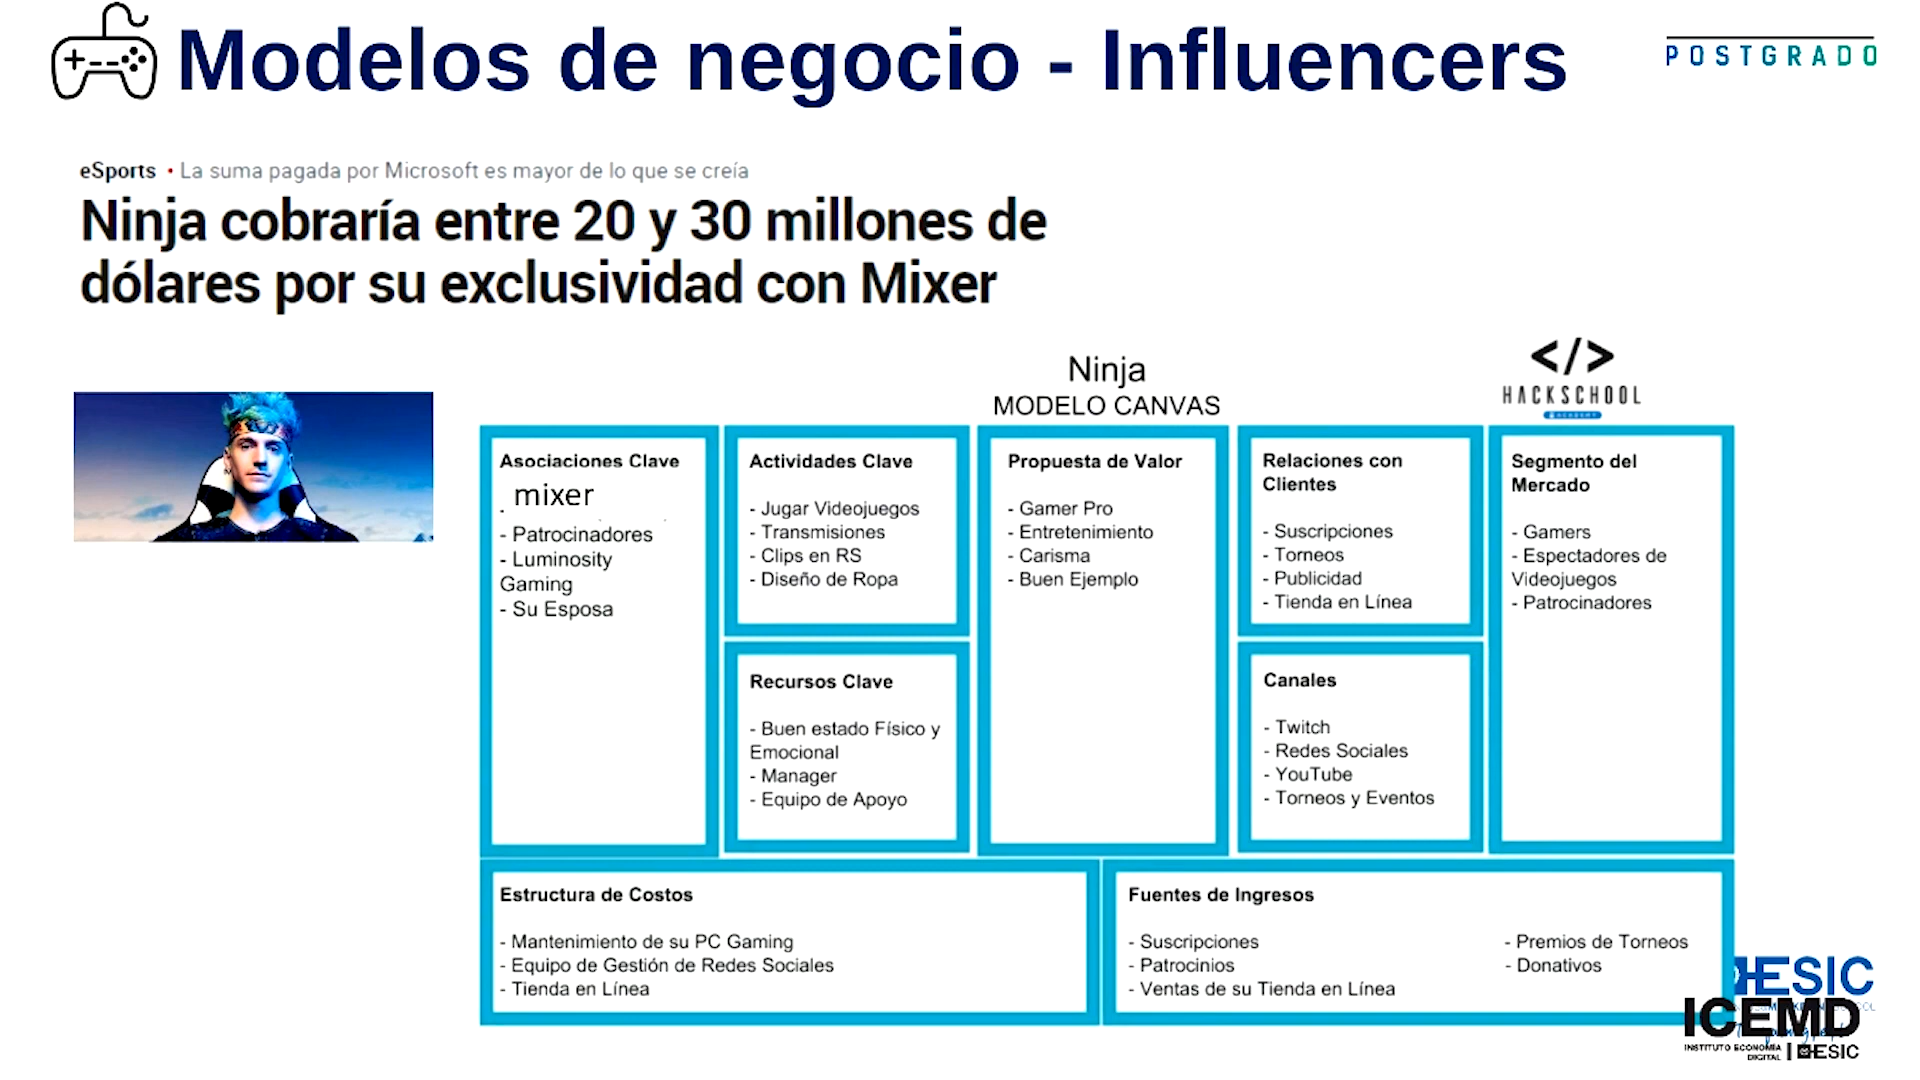 Modelos de negocio - Influencers
POSTGRADO
eSports • La suma pagada por Microsoft es mayor de lo que se creía
Ninja cobraría entre 20 y 30 millones de
dólares por su exclusividad con Mixer
Ninja
MODELO CANVAS
</>
HACKSCHOOL
ACADEMY
Asociaciones Clave
. mixer
- Patrocinadores
- Luminosity
Gaming
- Su Esposa
Actividades Clave
- Jugar Videojuegos
- Transmisiones
- Clips en RS
- Diseño de Ropa
Recursos Clave
- Buen estado Físico y
Emocional
- Manager
- Equipo de Apoyo
Propuesta de Valor
- Gamer Pro
- Entretenimiento
- Carisma
- Buen Ejemplo
Relaciones con
Clientes
- Suscripciones
- Torneos
- Publicidad
- Tienda en Línea
Canales
- Twitch
- Redes Sociales
- YouTube
- Torneos y Eventos
Segmento del
Mercado
- Gamers
- Espectadores de
Videojuegos
- Patrocinadores
Estructura de Costos
- Mantenimiento de su PC Gaming
- Equipo de Gestión de Redes Sociales
- Tienda en Línea
Fuentes de Ingresos
- Suscripciones
- Patrocinios
- Ventas de su Tienda en Línea
- Premios de Torneos
- Donativos
ESIC
ICEMD
INSTITUTO ECONOMÍA
DIGITAL
ESIC